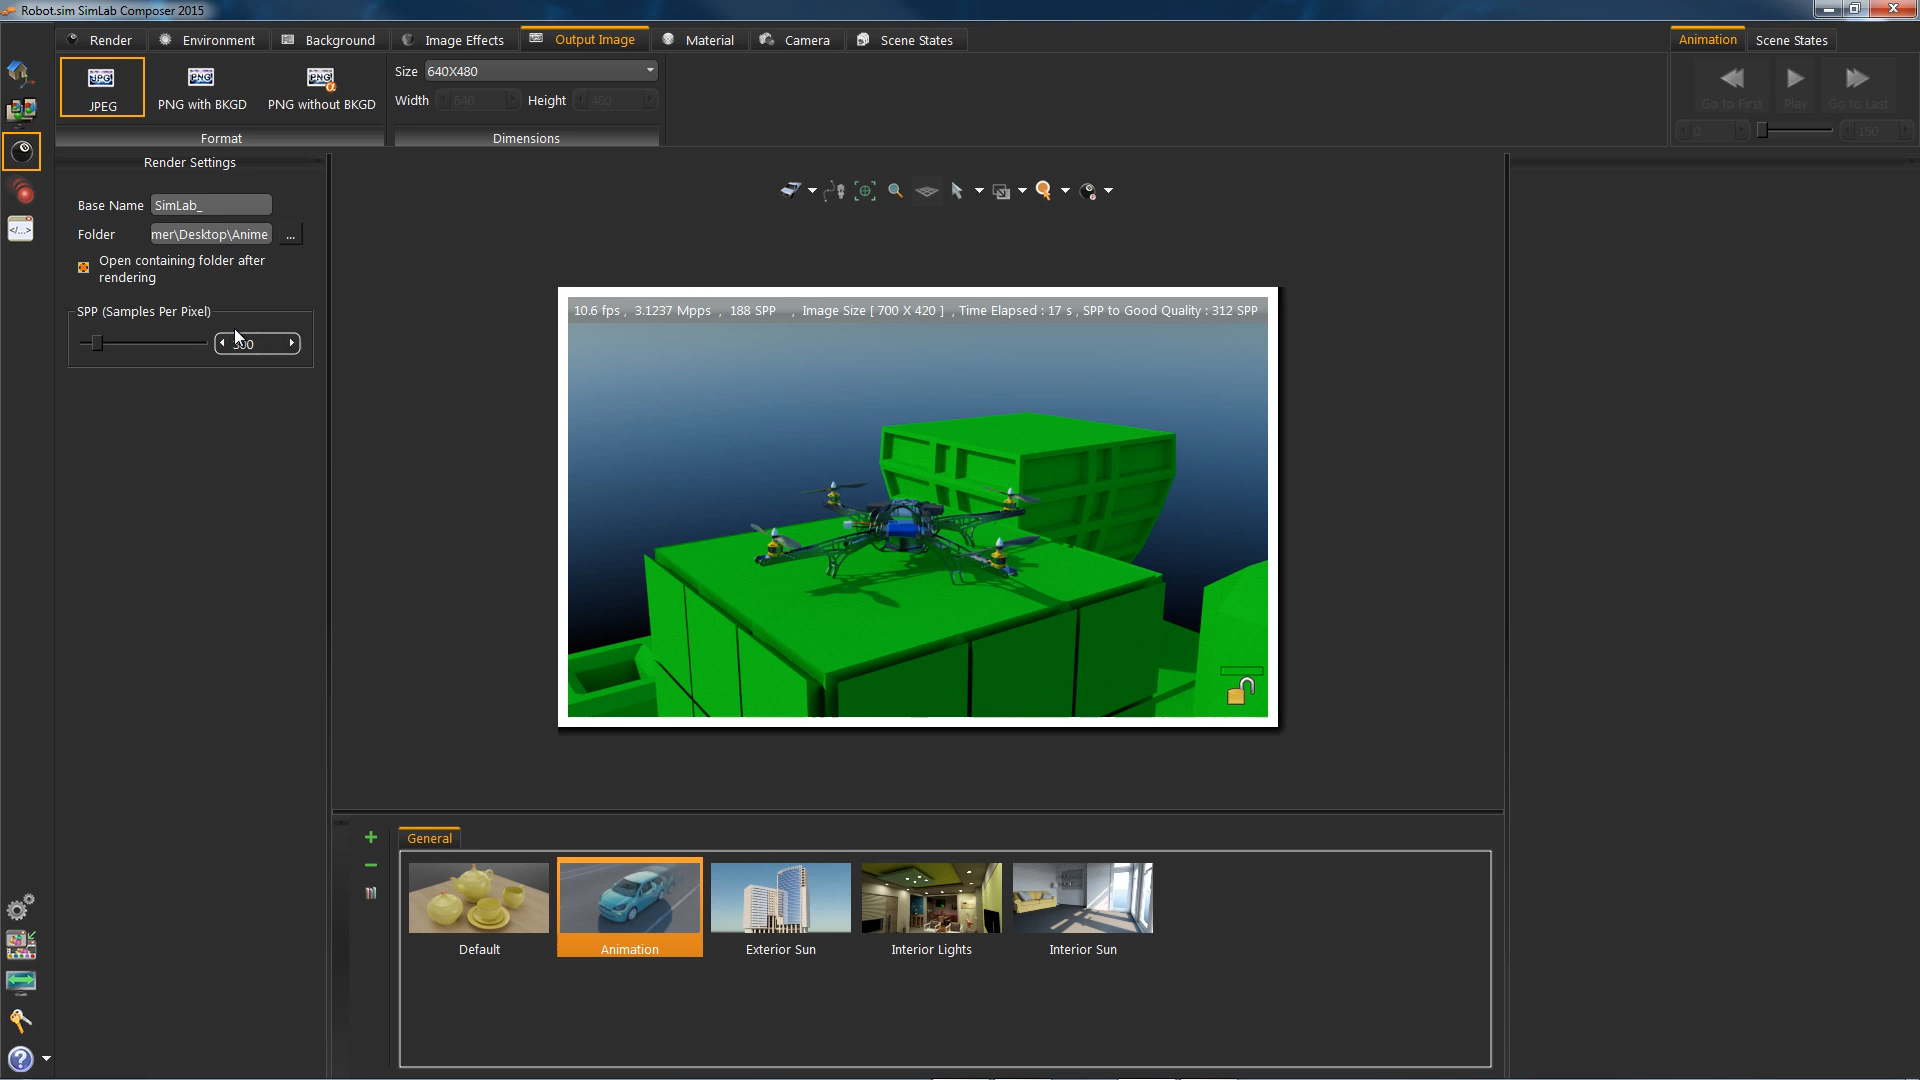 Robot.sim SimLab Composer 2015
Render
Environment
Background
Image Effects
Output Image
Material
Camera
Scene States
Animation
Scene States
JPG
JPEG
PNG
PNG with BKGD
PNG
PNG without BKGD
Format
Size 640X480
Width 640 Height 480
Dimensions
Go to First
Play
Go to Last
0
150
Render Settings
Base Name SimLab_
Folder mer\Desktop\Anime ...
Open containing folder after
rendering
SPP (Samples Per Pixel)
10.6 fps , 3.1237 Mpps , 188 SPP , Image Size [ 700 X 420 ] , Time Elapsed : 17 s , SPP to Good Quality : 312 SPP
General
Default
Animation
Exterior Sun
Interior Lights
Interior Sun